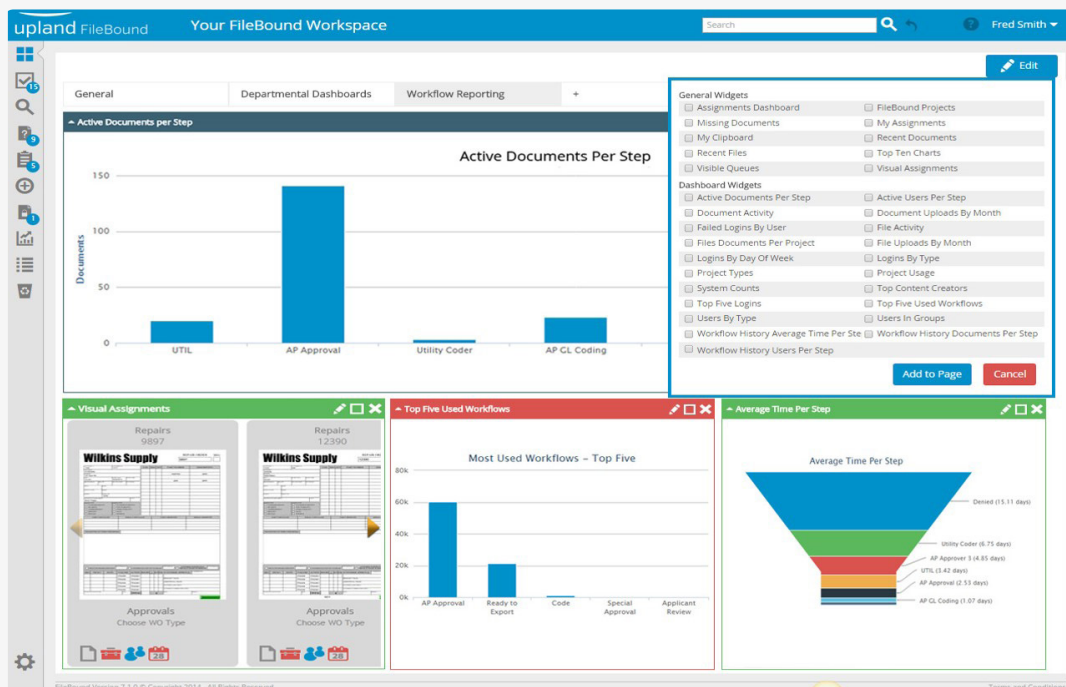 upland FileBound
Your FileBound Workspace
Search
?
Fred Smith
Edit
15
9
5
1
General
Departmental Dashboards
Workflow Reporting
+
Active Documents per Step
Active Documents Per Step
Documents
150
100
50
0
UTIL
AP Approval
Utility Coder
AP GL Coding
General Widgets
Assignments Dashboard
FileBound Projects
Missing Documents
My Assignments
My Clipboard
Recent Documents
Recent Files
Top Ten Charts
Visible Queues
Visual Assignments
Dashboard Widgets
Active Documents Per Step
Active Users Per Step
Document Activity
Document Uploads By Month
Failed Logins By User
File Activity
Files Documents Per Project
File Uploads By Month
Logins By Day Of Week
Logins By Type
Project Types
Project Usage
System Counts
Top Content Creators
Top Five Logins
Top Five Used Workflows
Users By Type
Users In Groups
Workflow History Average Time Per Ste
Workflow History Documents Per Step
Workflow History Users Per Step
Add to Page
Cancel
Visual Assignments
Repairs
9897
Wilkins Supply
Approvals
Choose WO Type
28
Repairs
12390
Wilkins Supply
Approvals
Choose WO Type
28
Top Five Used Workflows
Most Used Workflows – Top Five
80k
60k
40k
20k
0k
AP Approval
Ready to
Export
Code
Special
Approval
Applicant
Review
Average Time Per Step
Average Time Per Step
Denied (15.11 days)
Utility Coder (6.75 days)
AP Approver 3 (4.85 days)
UTIL (3.42 days)
AP Approval (2.53 days)
AP GL Coding (1.07 days)